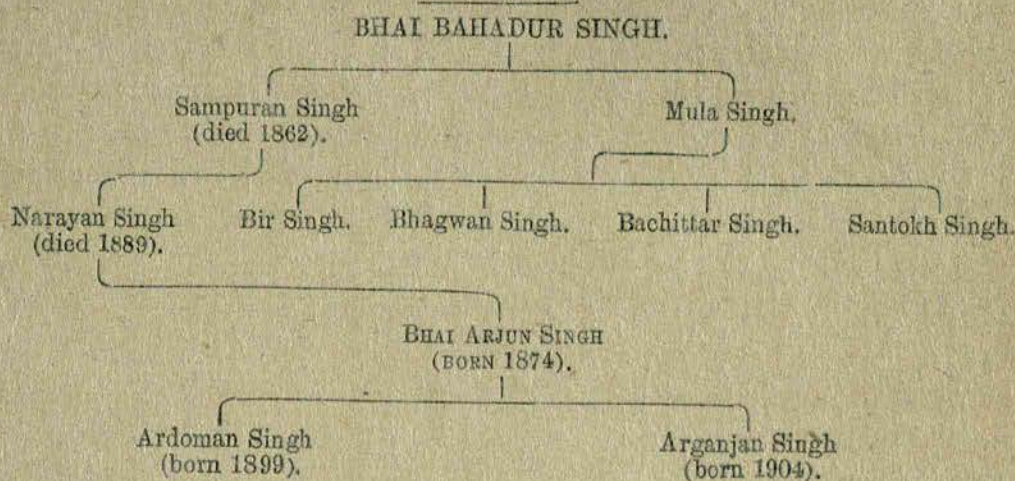 BHAI BAHADUR SINGH.
Sampuran Singh
(died 1862).
Mula Singh.
Narayan Singh
(died 1889).
Bir Singh.
Bhagwan Singh.
Bachittar Singh.
Santokh Singh.
BHAI ARJUN SINGH
(BORN 1874).
Ardoman Singh
(born 1899).
Arganjan Singh
(born 1904).